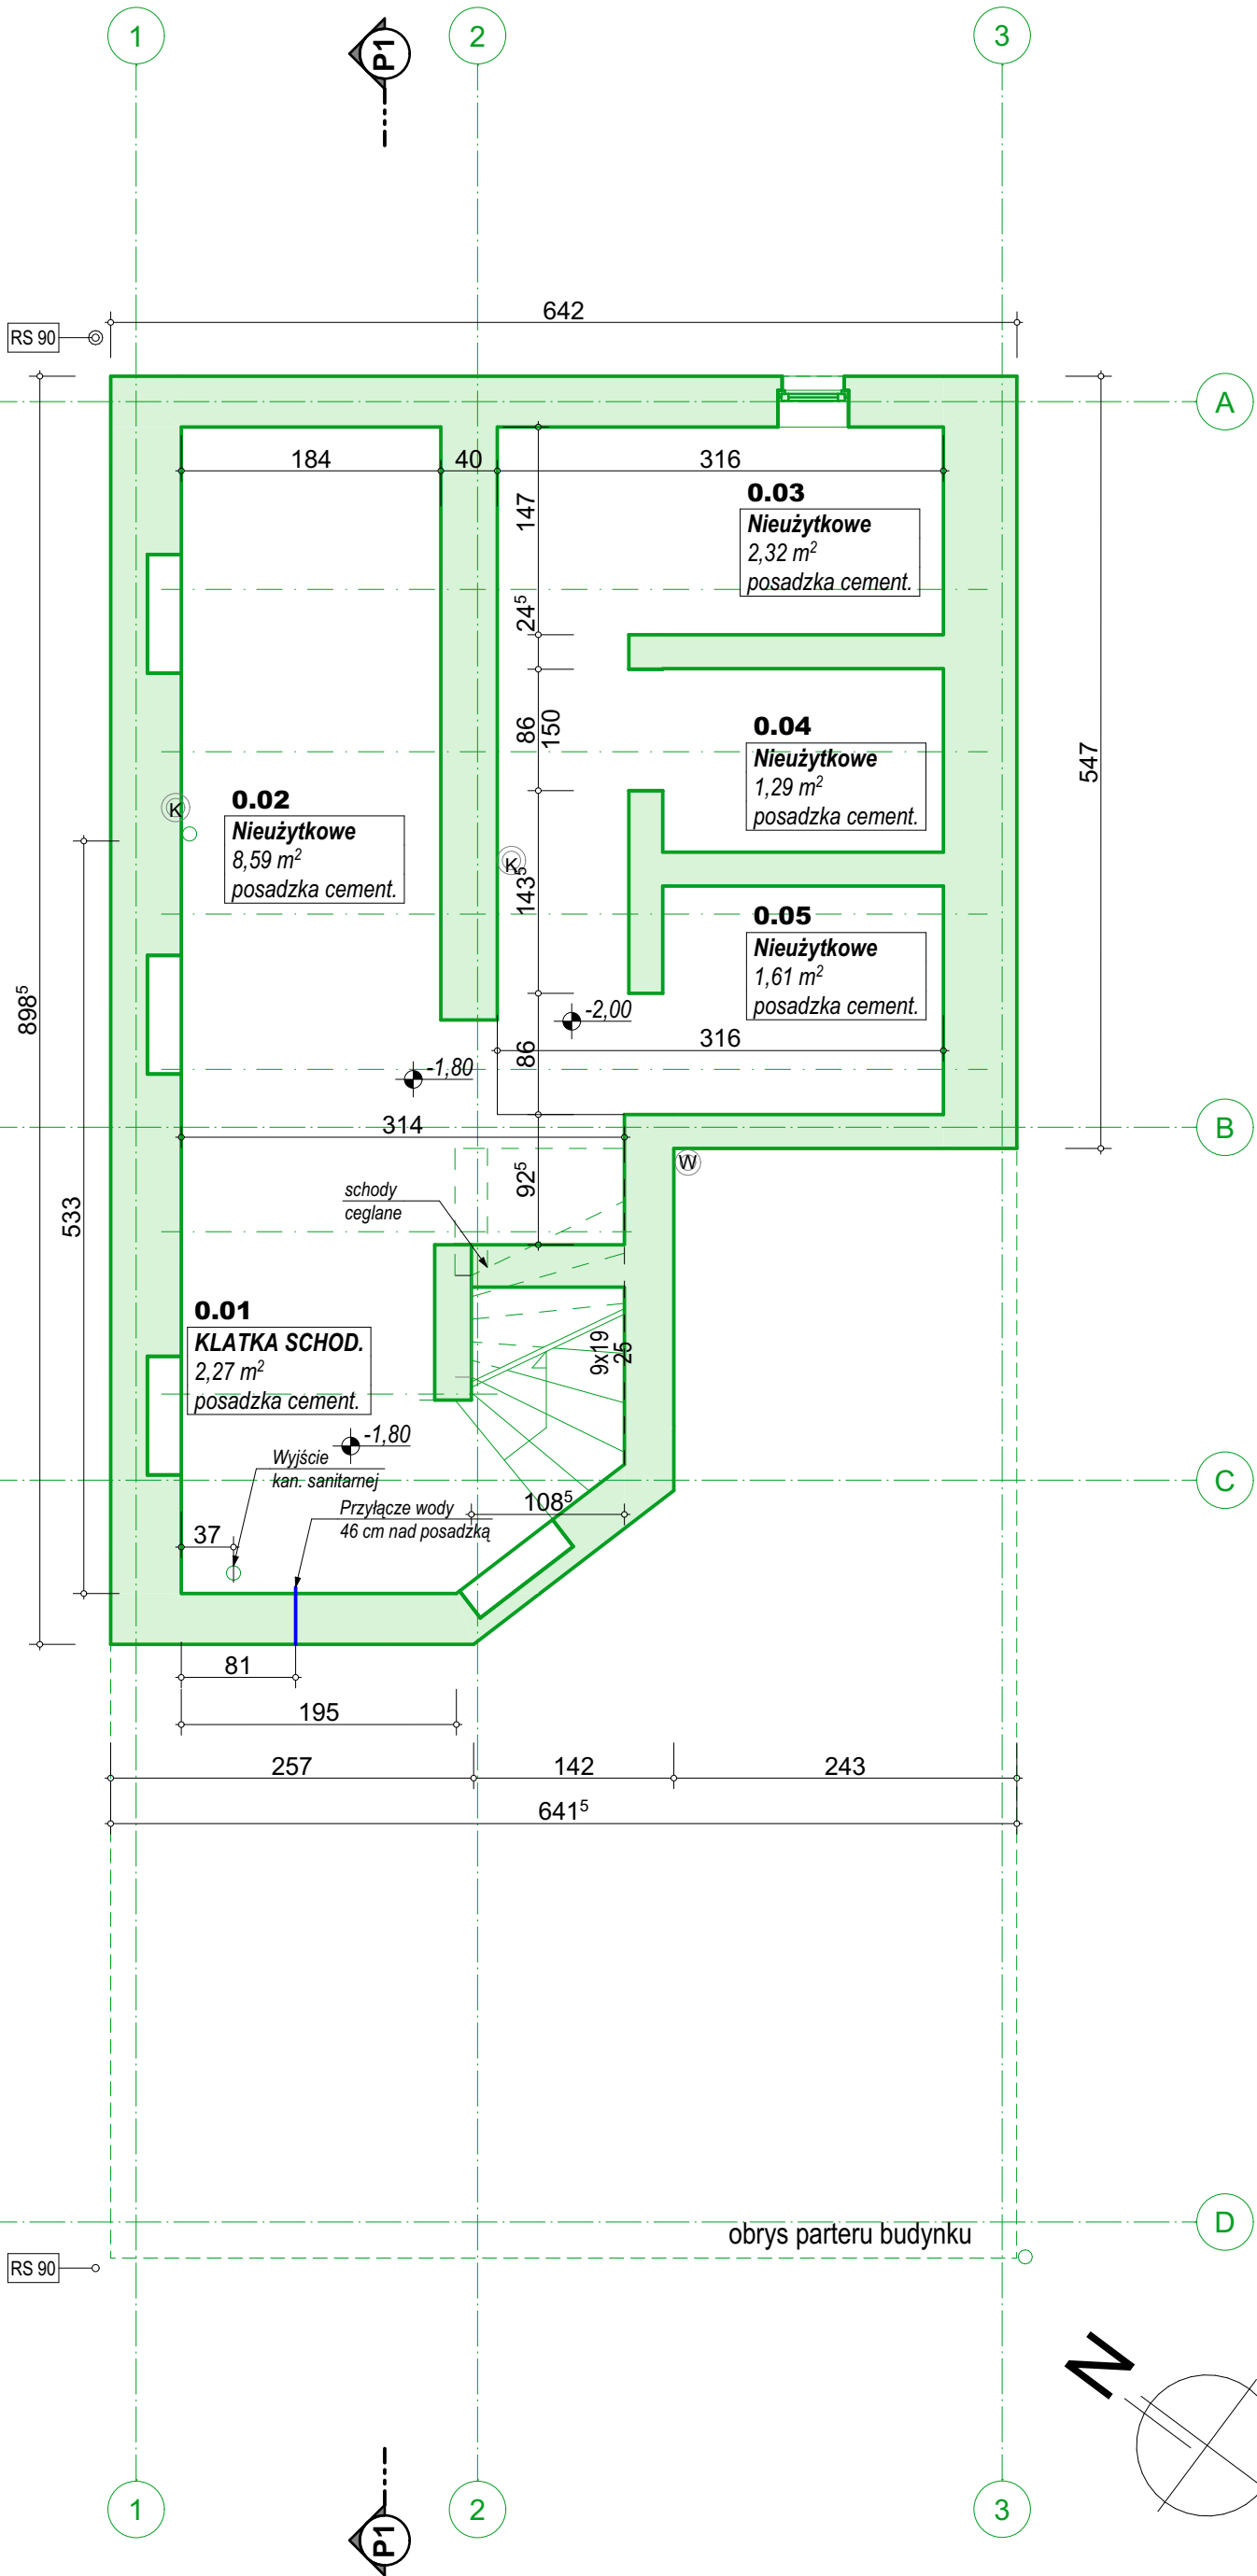 1
2
3
P1
642
RS 90
A
184
40
316
147
0.03
Nieużytkowe
2,32 m²
posadzka cement.
24⁵
86
150
0.04
Nieużytkowe
1,29 m²
posadzka cement.
547
0.02
Nieużytkowe
8,59 m²
posadzka cement.
K
K
143⁵
0.05
Nieużytkowe
1,61 m²
posadzka cement.
898⁵
-2,00
316
86
-1,80
314
B
W
92⁵
schody
ceglane
533
0.01
KLATKA SCHOD.
2,27 m²
posadzka cement.
9x19
25
-1,80
Wyjście
kan. sanitarnej
C
Przyłącze wody
46 cm nad posadzką
108⁵
37
81
195
257
142
243
641⁵
D
obrys parteru budynku
RS 90
N
1
2
3
P1